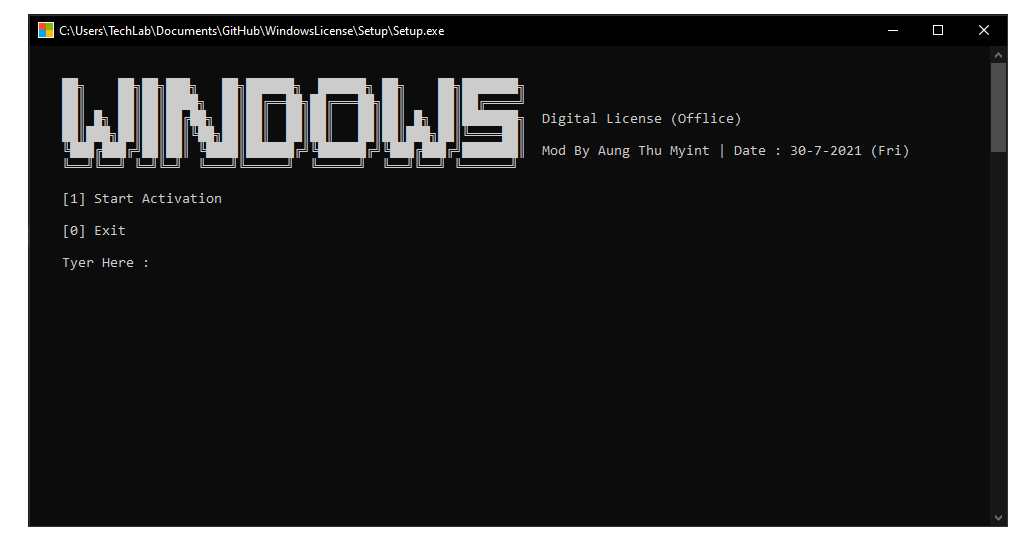 C:\Users\TechLab\Documents\GitHub\WindowsLicense\Setup\Setup.exe
WINDOWS
Digital License (Offlice)
Mod By Aung Thu Myint | Date : 30-7-2021 (Fri)
[1] Start Activation
[0] Exit
Tyer Here :